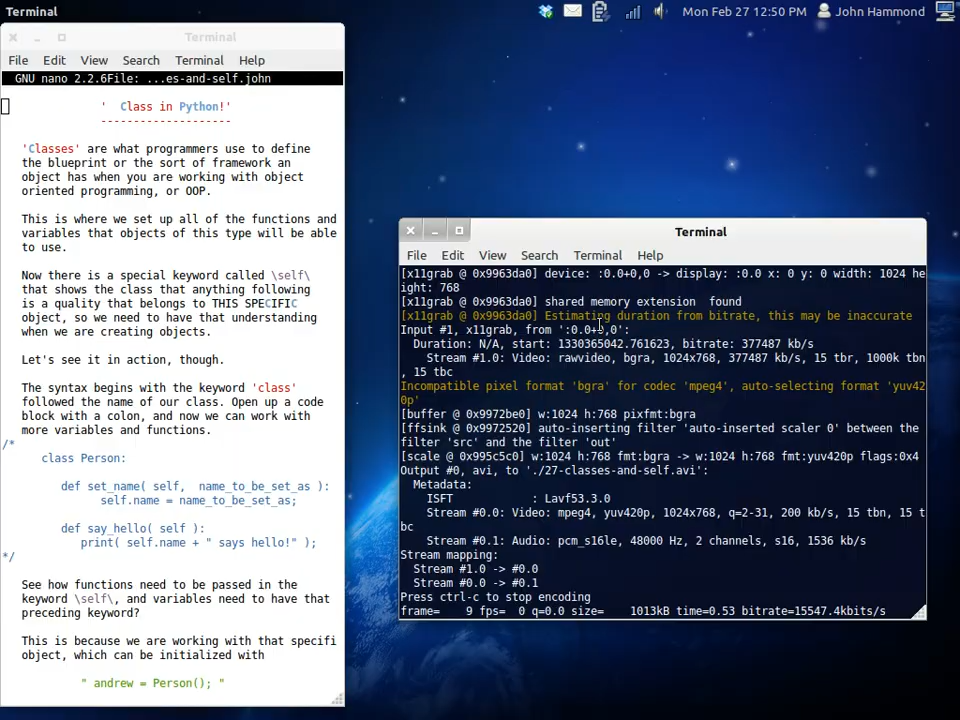 Terminal
Mon Feb 27 12:50 PM
John Hammond
Terminal
File Edit View Search Terminal Help
GNU nano 2.2.6File: ...es-and-self.john
' Class in Python!'
--------------------
'Classes' are what programmers use to define
the blueprint or the sort of framework an
object has when you are working with object
oriented programming, or OOP.
This is where we set up all of the functions and
variables that objects of this type will be able
to use.
Now there is a special keyword called \self\
that shows the class that anything following
is a quality that belongs to THIS SPECIFIC
object, so we need to have that understanding
when we are creating objects.
Let's see it in action, though.
The syntax begins with the keyword 'class'
followed the name of our class. Open up a code
block with a colon, and now we can work with
more variables and functions.
/*
class Person:
def set_name( self,  name_to_be_set_as ):
self.name = name_to_be_set_as;
def say_hello( self ):
print( self.name + " says hello!" );
*/
See how functions need to be passed in the
keyword \self\, and variables need to have that
preceding keyword?
This is because we are working with that specifi
object, which can be initialized with
" andrew = Person(); "
Terminal
File Edit View Search Terminal Help
[x11grab @ 0x9963da0] device: :0.0+0,0 -> display: :0.0 x: 0 y: 0 width: 1024 he
ight: 768
[x11grab @ 0x9963da0] shared memory extension  found
[x11grab @ 0x9963da0] Estimating duration from bitrate, this may be inaccurate
Input #1, x11grab, from ':0.0+0,0':
Duration: N/A, start: 1330365042.761623, bitrate: 377487 kb/s
Stream #1.0: Video: rawvideo, bgra, 1024x768, 377487 kb/s, 15 tbr, 1000k tbn
, 15 tbc
Incompatible pixel format 'bgra' for codec 'mpeg4', auto-selecting format 'yuv42
0p'
[buffer @ 0x9972be0] w:1024 h:768 pixfmt:bgra
[ffsink @ 0x9972520] auto-inserting filter 'auto-inserted scaler 0' between the
filter 'src' and the filter 'out'
[scale @ 0x995c5c0] w:1024 h:768 fmt:bgra -> w:1024 h:768 fmt:yuv420p flags:0x4
Output #0, avi, to './27-classes-and-self.avi':
Metadata:
ISFT            : Lavf53.3.0
Stream #0.0: Video: mpeg4, yuv420p, 1024x768, q=2-31, 200 kb/s, 15 tbn, 15 t
bc
Stream #0.1: Audio: pcm_s16le, 48000 Hz, 2 channels, s16, 1536 kb/s
Stream mapping:
Stream #1.0 -> #0.0
Stream #0.0 -> #0.1
Press ctrl-c to stop encoding
frame=    9 fps=  0 q=0.0 size=    1013kB time=0.53 bitrate=15547.4kbits/s